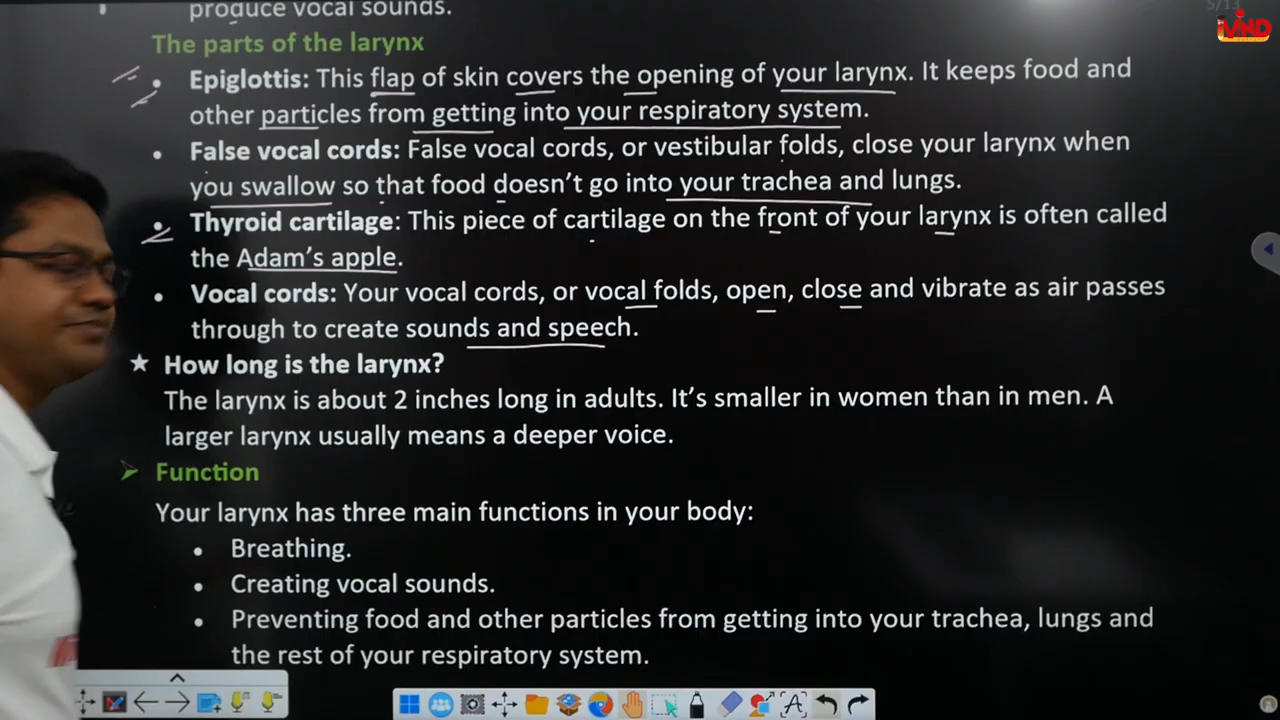 produce vocal sounds.
5/13
iVIND
The parts of the larynx
• Epiglottis: This flap of skin covers the opening of your larynx. It keeps food and
other particles from getting into your respiratory system.
• False vocal cords: False vocal cords, or vestibular folds, close your larynx when
you swallow so that food doesn't go into your trachea and lungs.
• Thyroid cartilage: This piece of cartilage on the front of your larynx is often called
the Adam's apple.
• Vocal cords: Your vocal cords, or vocal folds, open, close and vibrate as air passes
through to create sounds and speech.
★ How long is the larynx?
The larynx is about 2 inches long in adults. It's smaller in women than in men. A
larger larynx usually means a deeper voice.
➢ Function
Your larynx has three main functions in your body:
• Breathing.
• Creating vocal sounds.
• Preventing food and other particles from getting into your trachea, lungs and
the rest of your respiratory system.